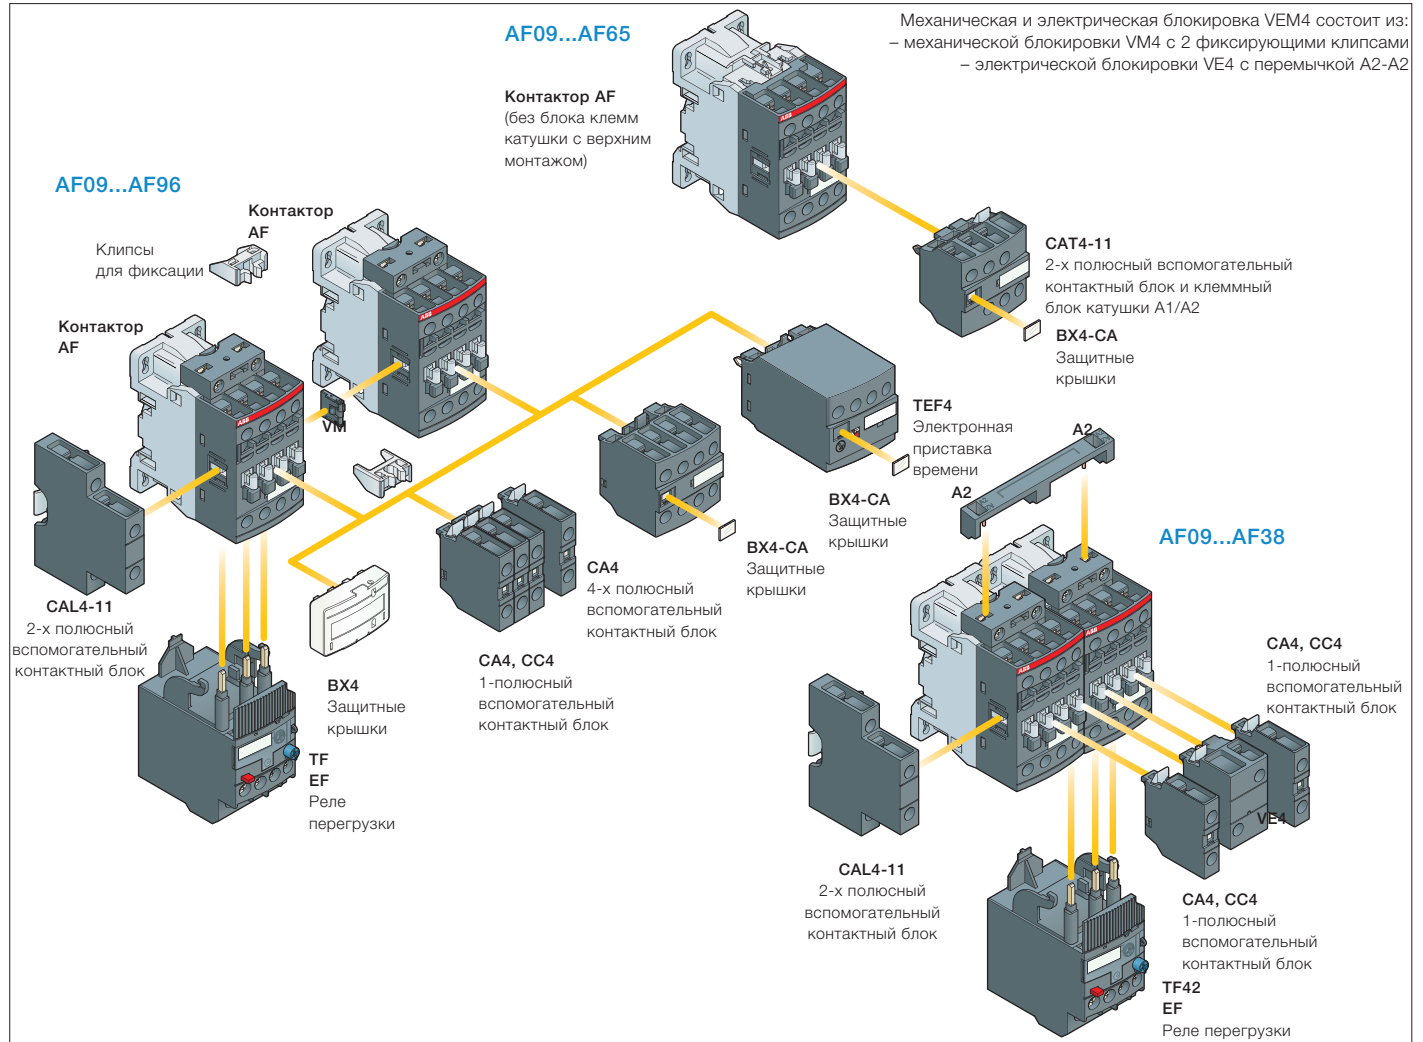 Механическая и электрическая блокировка VEM4 состоит из:
– механической блокировки VM4 с 2 фиксирующими клипсами
– электрической блокировки VE4 с перемычкой A2-A2
AF09...AF65
Контактор AF
(без блока клемм
катушки с верхним
монтажом)
ABB
CAT4-11
2-х полюсный вспомогательный
контактный блок и клеммный
блок катушки A1/A2
BX4-CA
Защитные
крышки
AF09...AF96
Клипсы
для фиксации
Контактор
AF
ABB
Контактор
AF
ABB
VM
CAL4-11
2-х полюсный
вспомогательный
контактный блок
TF
EF
Реле
перегрузки
BX4
Защитные
крышки
CA4, CC4
1-полюсный
вспомогательный
контактный блок
CA4
4-х полюсный
вспомогательный
контактный блок
BX4-CA
Защитные
крышки
TEF4
Электронная
приставка
времени
BX4-CA
Защитные
крышки
A2
A2
AF09...AF38
ABB
ABB
CA4, CC4
1-полюсный
вспомогательный
контактный блок
VE4
CAL4-11
2-х полюсный
вспомогательный
контактный блок
CA4, CC4
1-полюсный
вспомогательный
контактный блок
TF42
EF
Реле перегрузки